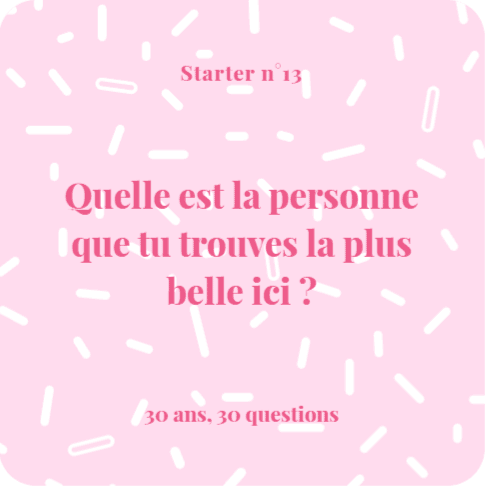 Starter n°13
Quelle est la personne
que tu trouves la plus
belle ici ?
30 ans, 30 questions